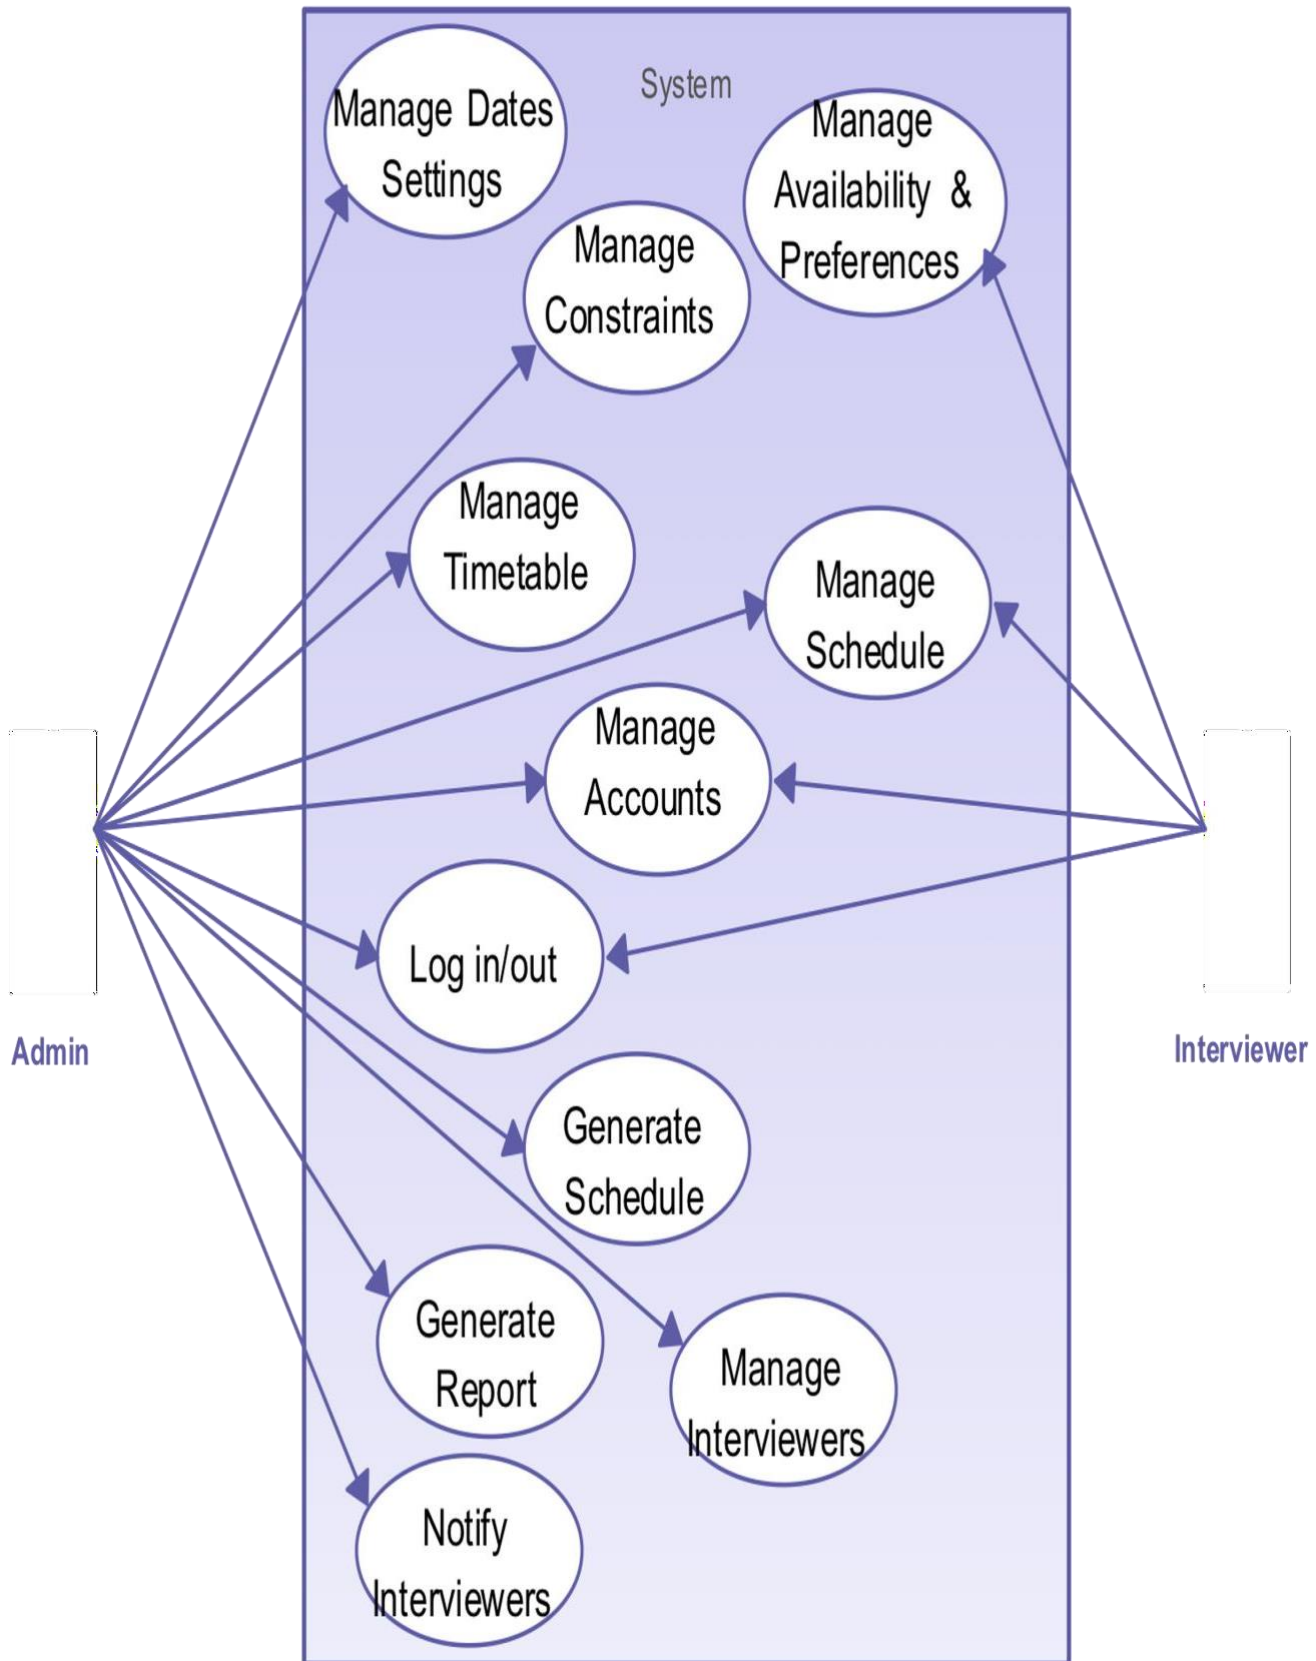 System
Manage Dates
Settings
Manage
Availability &
Preferences
Manage
Constraints
Manage
Timetable
Manage
Schedule
Manage
Accounts
Log in/out
Admin
Interviewer
Generate
Schedule
Generate
Report
Manage
Interviewers
Notify
Interviewers